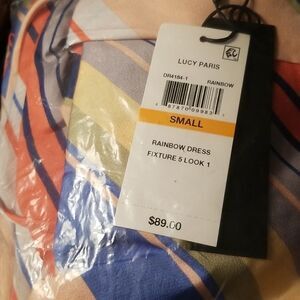 LUCY PARIS
DR4184-1 RAINBOW
SMALL
RAINBOW DRESS
FIXTURE 5 LOOK 1
$89.00